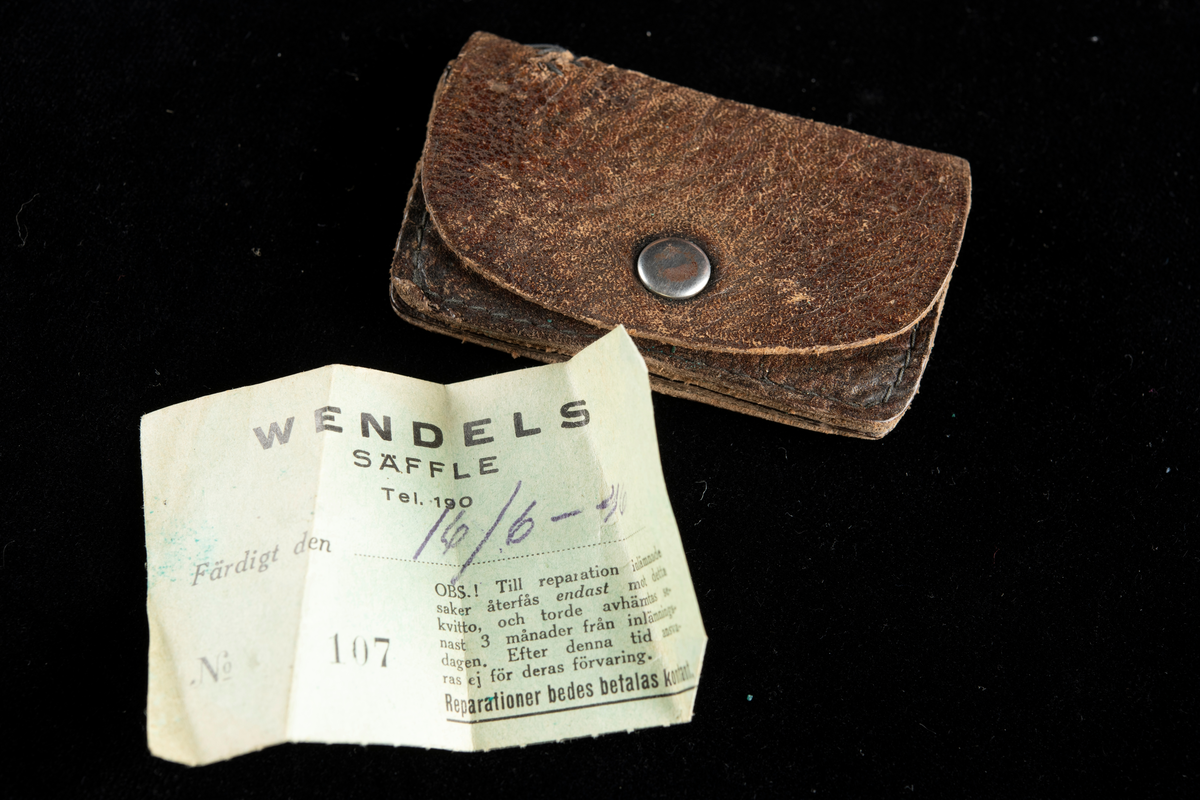 WENDELS
SÄFFLE
Tel. 190
Färdigt den 16/6 –
OBS.! Till reparation inlämnade
saker återfås endast mot detta
kvitto, och torde avhämtas se-
nast 3 månader från inlämnings-
dagen. Efter denna tid ansva-
ras ej för deras förvaring.
Reparationer bedes betalas kontant.
№ 107